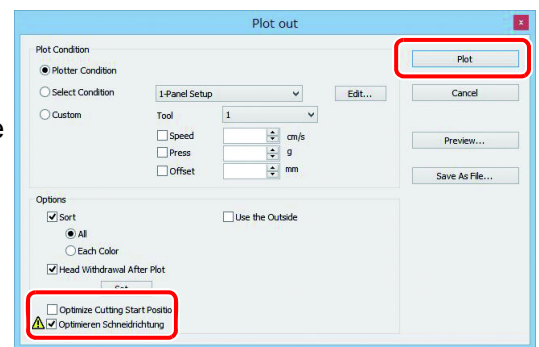 Plot out
x
Plot Condition
Plotter Condition
Select Condition
1-Panel Setup
Edit...
Custom
Tool
1
Speed
cm/s
Press
g
Offset
mm
Plot
Cancel
Preview...
Save As File...
Options
Sort
Use the Outside
All
Each Color
Head Withdrawal After Plot
Optimize Cutting Start Positio
Optimieren Schneidrichtung
e